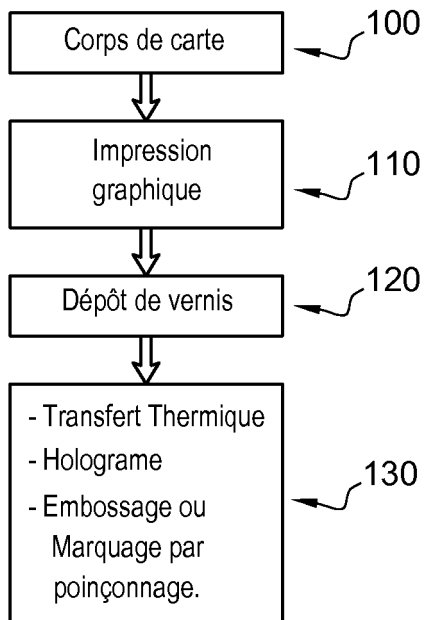 Corps de carte
100
Impression
graphique
110
Dépôt de vernis
120
- Transfert Thermique
- Holograme
- Embossage ou
Marquage par
poinçonnage.
130